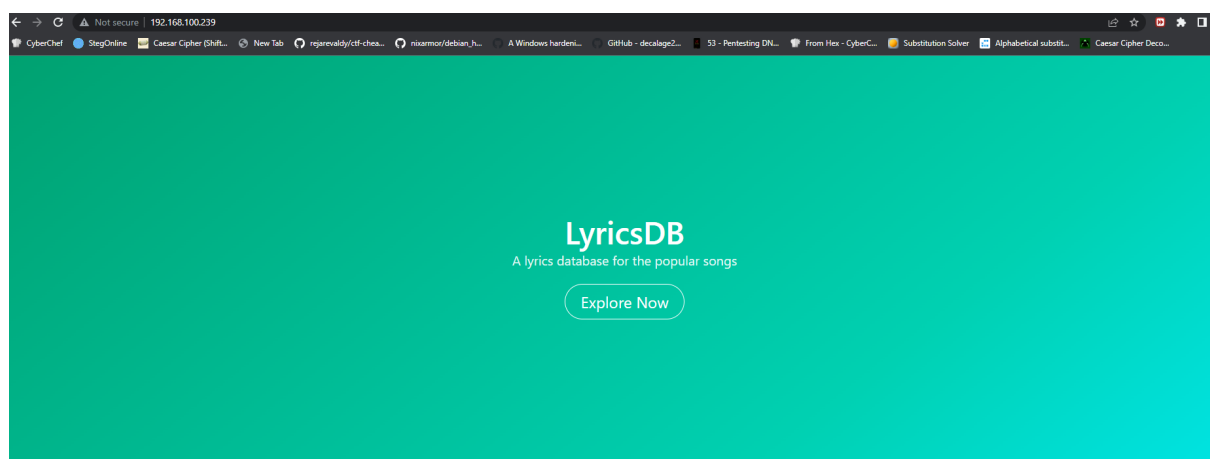 Not secure | 192.168.100.239
CyberChef StegOnline Caesar Cipher (Shift... New Tab rejarevaldy/ctf-chea... nixarmor/debian_h... A Windows hardeni... GitHub - decalage2... 53 - Pentesting DN... From Hex - CyberC... Substitution Solver Alphabetical substit... Caesar Cipher Deco...
LyricsDB
A lyrics database for the popular songs
Explore Now